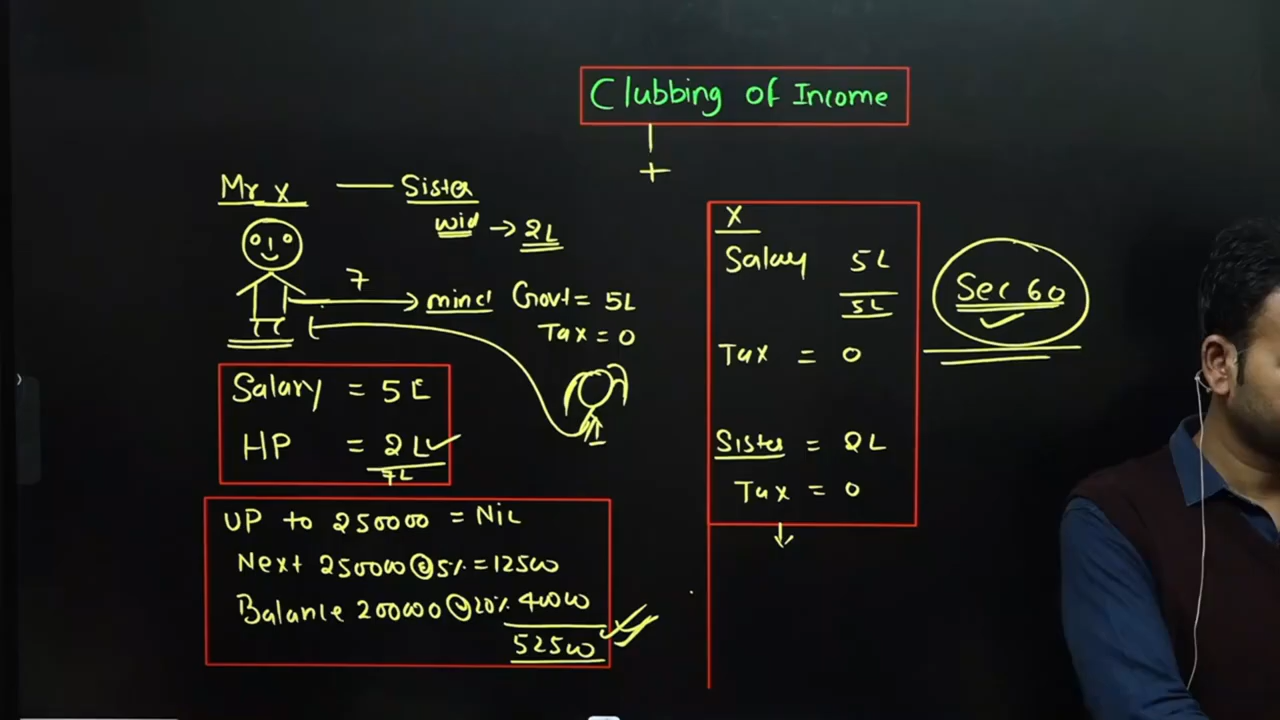 Clubbing of Income
+
Mr X — Sister
wid → 2L
7
mind Govt = 5L
Tax = 0
Salary = 5L
HP = 2L
7L
UP to 250000 = NiL
Next 250000@5% = 12500
Balance 200000@20% 40000
52500
X
Salary 5L
5L
Tax = 0
Sister = 2L
Tax = 0
Sec 60